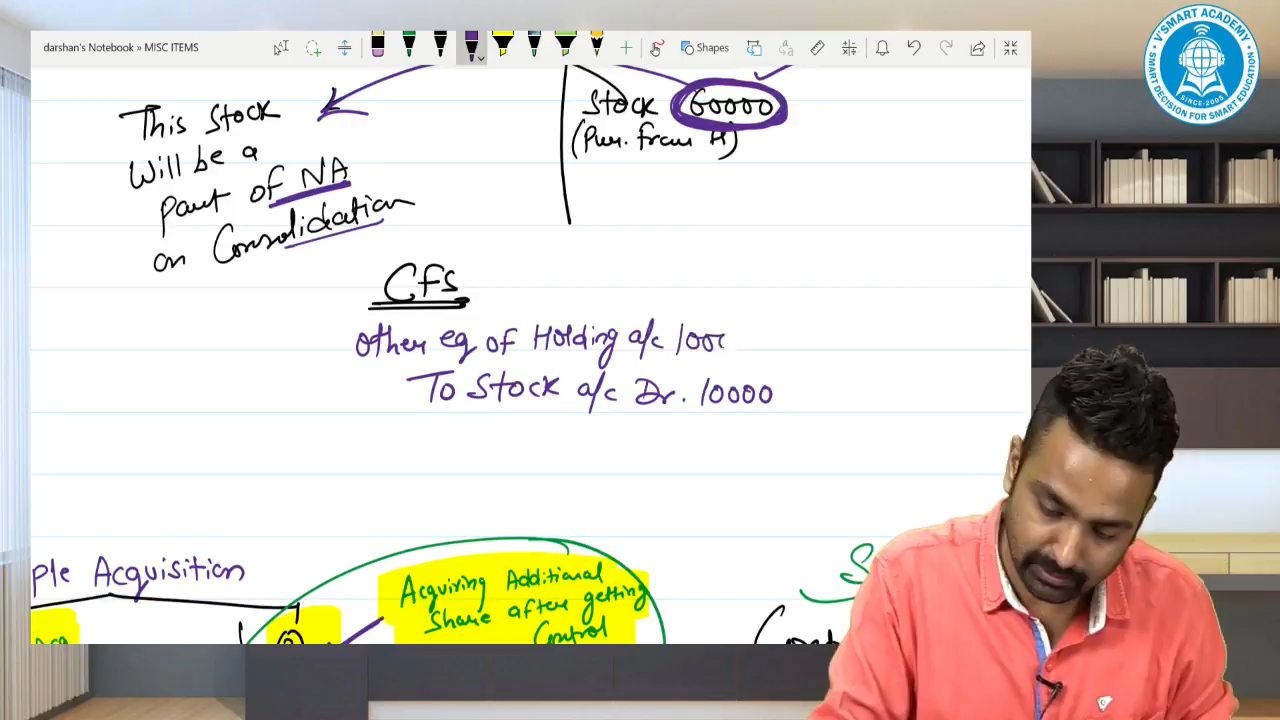 darshan's Notebook » MISC ITEMS
Shapes
V'SMART ACADEMY
SINCE-2005
SMART DECISION FOR SMART EDUCATION
This Stock
Will be a
part of NA
on Consolidation
Stock 60000
(Pur. from H)
CFS
Other eq of Holding a/c 1000
To Stock a/c Dr. 10000
ple Acquisition
Acquiring Additional
Share after getting
Control
S
Cont